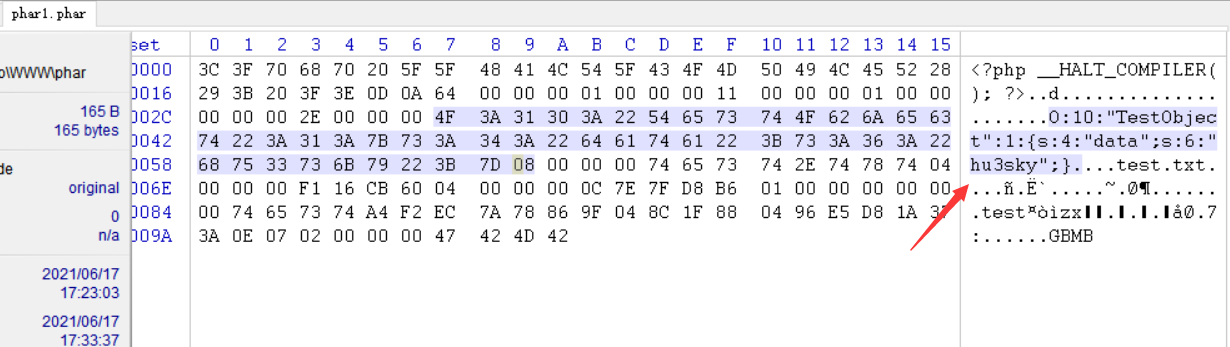 phar1.phar
set 0 1 2 3 4 5 6 7 8 9 A B C D E F 10 11 12 13 14 15
o\WWW\phar
165 B
165 bytes
de
original
0
n/a
2021/06/17
17:23:03
2021/06/17
17:33:37
0000 3C 3F 70 68 70 20 5F 5F 48 41 4C 54 5F 43 4F 4D 50 49 4C 45 52 28 <?php __HALT_COMPILER(
0016 29 3B 20 3F 3E 0D 0A 64 00 00 00 01 00 00 00 11 00 00 00 01 00 00 ); ?>..d..............
002C 00 00 00 2E 00 00 00 4F 3A 31 30 3A 22 54 65 73 74 4F 62 6A 65 63 .......O:10:"TestObjec
0042 74 22 3A 31 3A 7B 73 3A 34 3A 22 64 61 74 61 22 3B 73 3A 36 3A 22 t":1:{s:4:"data";s:6:"
0058 68 75 33 73 6B 79 22 3B 7D 08 00 00 00 74 65 73 74 2E 74 78 74 04 hu3sky";}....test.txt.
006E 00 00 00 F1 16 CB 60 04 00 00 00 0C 7E 7F D8 B6 01 00 00 00 00 00 ...ñ.Ë`.....~.Ø¶......
0084 00 74 65 73 74 A4 F2 EC 7A 78 86 9F 04 8C 1F 88 04 96 E5 D8 1A 37 .test¤òìzx▌▌.▌.▌.▌åØ.7
009A 3A 0E 07 02 00 00 00 47 42 4D 42 :......GBMB